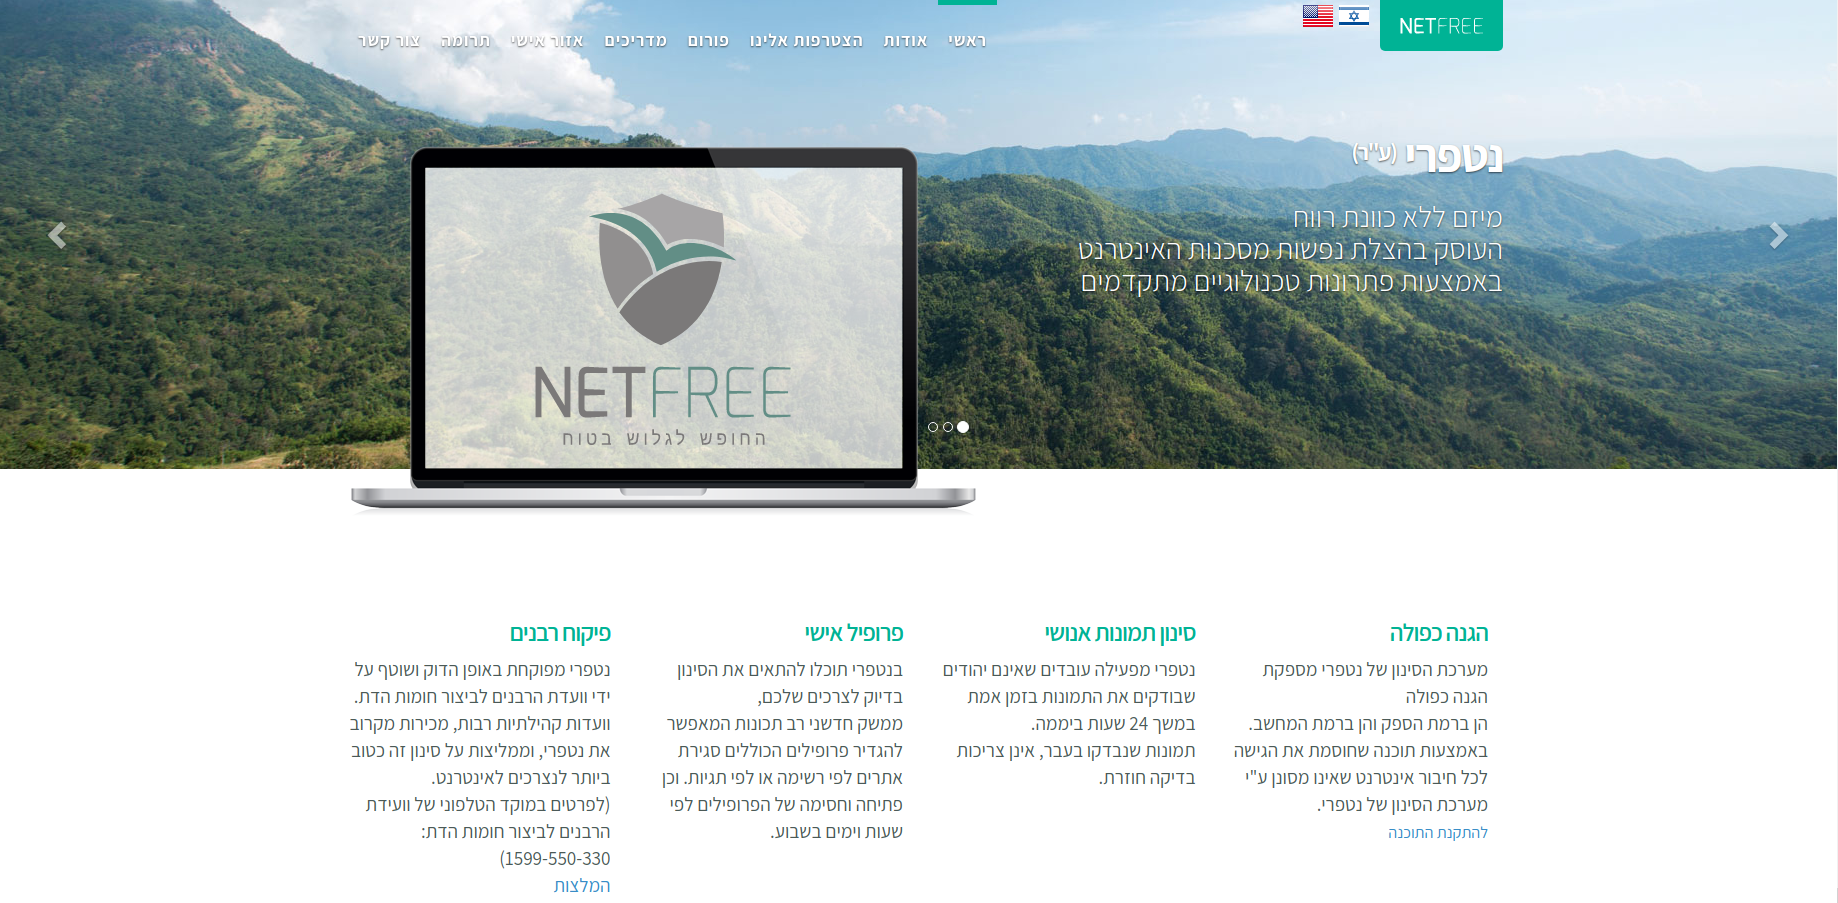 NETFREE
ראשי אודות הצטרפות אלינו פורום מדריכים אזור אישי תרומה צור קשר
נטפרי (ע"ר)
מיזם ללא כוונת רווח
העוסק בהצלת נפשות מסכנות האינטרנט
באמצעות פתרונות טכנולוגיים מתקדמים
NETFREE
החופש לגלוש בטוח
הגנה כפולה
מערכת הסינון של נטפרי מספקת
הגנה כפולה
הן ברמת הספק והן ברמת המחשב.
באמצעות תוכנה שחוסמת את הגישה
לכל חיבור אינטרנט שאינו מסונן ע"י
מערכת הסינון של נטפרי.
להתקנת התוכנה
סינון תמונות אנושי
נטפרי מפעילה עובדים שאינם יהודים
שבודקים את התמונות בזמן אמת
במשך 24 שעות ביממה.
תמונות שנבדקו בעבר, אינן צריכות
בדיקה חוזרת.
פרופיל אישי
בנטפרי תוכלו להתאים את הסינון
בדיוק לצרכים שלכם,
ממשק חדשני רב תכונות המאפשר
להגדיר פרופילים הכוללים סגירת
אתרים לפי רשימה או לפי תגיות. וכן
פתיחה וחסימה של הפרופילים לפי
שעות וימים בשבוע.
פיקוח רבנים
נטפרי מפוקחת באופן הדוק ושוטף על
ידי וועדת הרבנים לביצור חומות הדת.
וועדות קהילתיות רבות, מכירות מקרוב
את נטפרי, וממליצות על סינון זה כטוב
ביותר לנצרכים לאינטרנט.
(לפרטים במוקד הטלפוני של וועידת
הרבנים לביצור חומות הדת:
1599-550-330)
המלצות